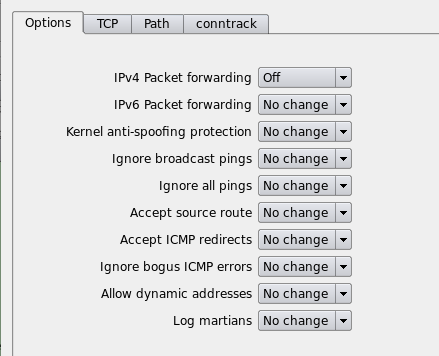 Options TCP Path conntrack
IPv4 Packet forwarding Off
IPv6 Packet forwarding No change
Kernel anti-spoofing protection No change
Ignore broadcast pings No change
Ignore all pings No change
Accept source route No change
Accept ICMP redirects No change
Ignore bogus ICMP errors No change
Allow dynamic addresses No change
Log martians No change